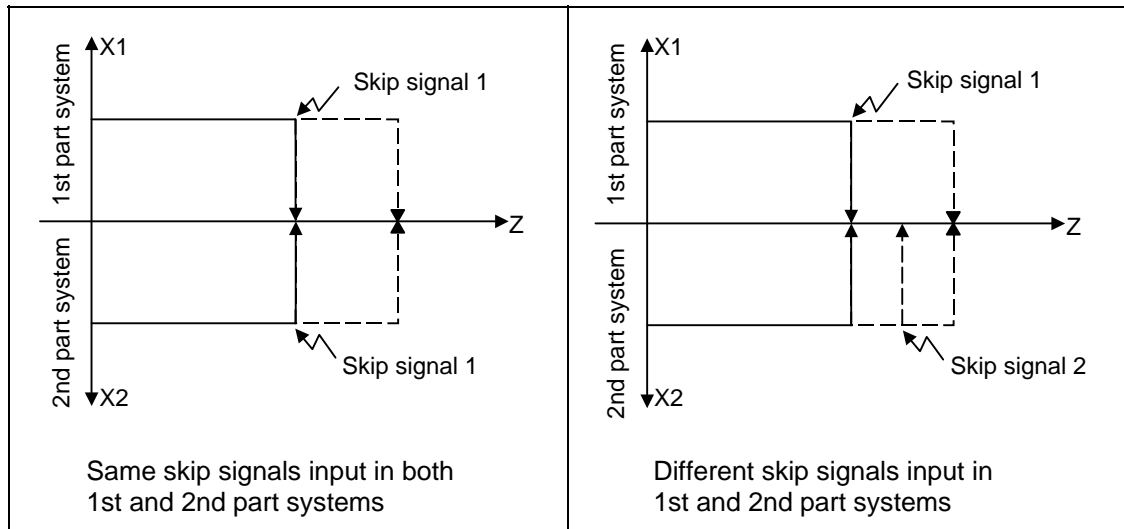 X1
1st part system
Skip signal 1
Z
2nd part system
Skip signal 1
X2
Same skip signals input in both
1st and 2nd part systems
X1
1st part system
Skip signal 1
Z
2nd part system
Skip signal 2
X2
Different skip signals input in
1st and 2nd part systems